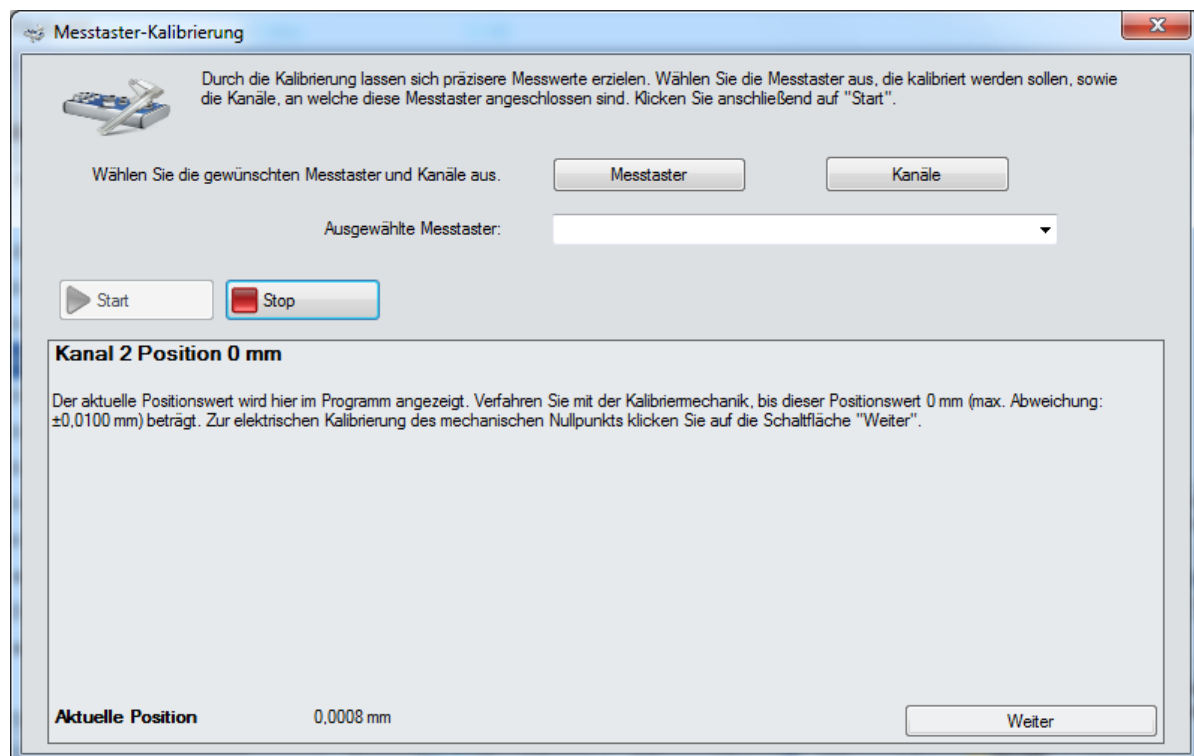 Messtaster-Kalibrierung
Durch die Kalibrierung lassen sich präzisere Messwerte erzielen. Wählen Sie die Messtaster aus, die kalibriert werden sollen, sowie
die Kanäle, an welche diese Messtaster angeschlossen sind. Klicken Sie anschließend auf "Start".
Wählen Sie die gewünschten Messtaster und Kanäle aus.
Messtaster
Kanäle
Ausgewählte Messtaster:
Start
Stop
Kanal 2 Position 0 mm
Der aktuelle Positionswert wird hier im Programm angezeigt. Verfahren Sie mit der Kalibriermechanik, bis dieser Positionswert 0 mm (max. Abweichung:
±0,0100 mm) beträgt. Zur elektrischen Kalibrierung des mechanischen Nullpunkts klicken Sie auf die Schaltfläche "Weiter".
Aktuelle Position
0,0008 mm
Weiter